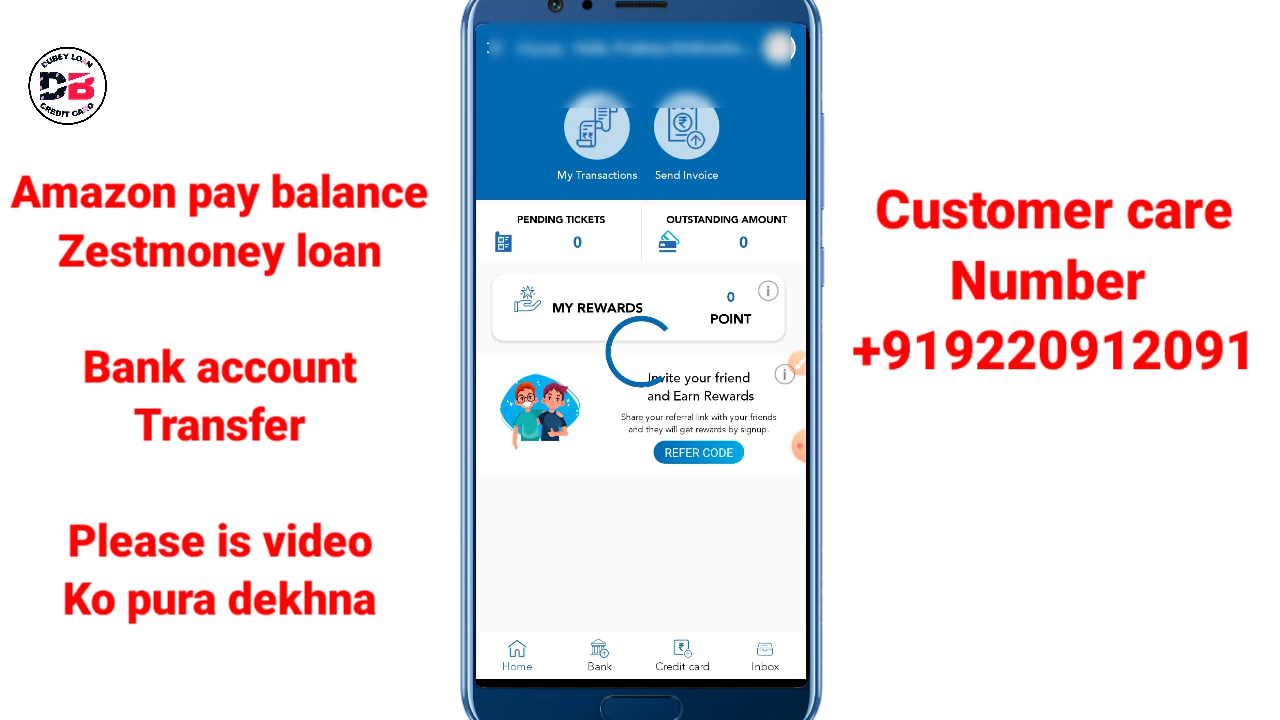 DUBEY LOAN
DB
CREDIT CARD
Amazon pay balance
Zestmoney loan
Bank account
Transfer
Please is video
Ko pura dekhna
My Transactions
Send Invoice
PENDING TICKETS
0
OUTSTANDING AMOUNT
0
MY REWARDS
0
POINT
Invite your friend
and Earn Rewards
Share your referral link with your friends
and they will get rewards by signup.
REFER CODE
Home
Bank
Credit card
Inbox
Customer care
Number
+919220912091